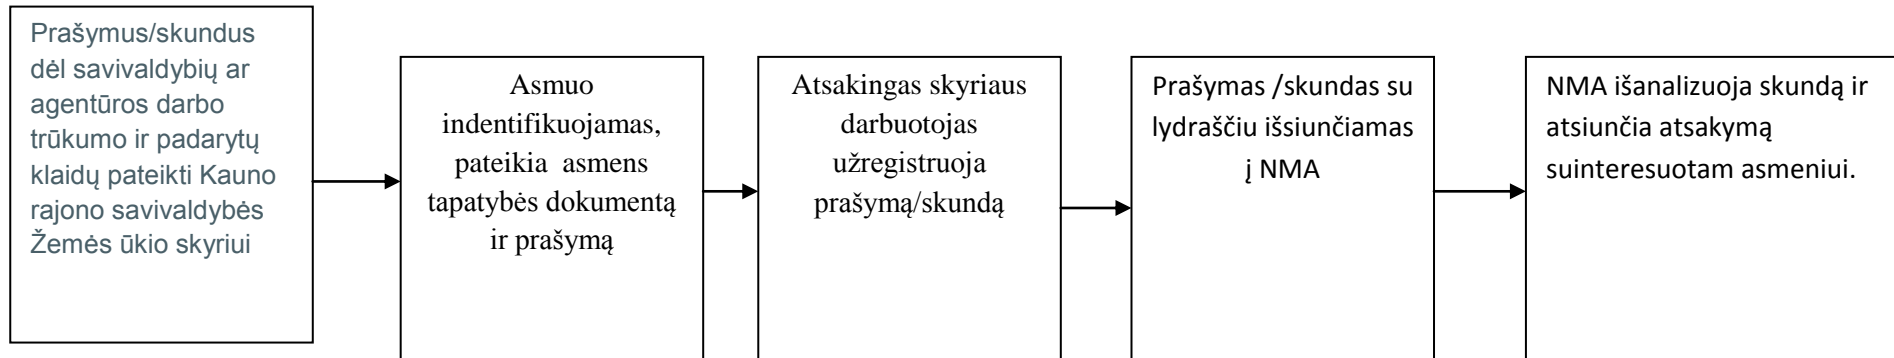 Prašymus/skundus
dėl savivaldybių ar
agentūros darbo
trūkumo ir padarytų
klaidų pateikti Kauno
rajono savivaldybės
Žemės ūkio skyriui
Asmuo
indentifikuojamas,
pateikia asmens
tapatybės dokumentą
ir prašymą
Atsakingas skyriaus
darbuotojas
užregistruoja
prašymą/skundą
Prašymas /skundas su
lydraščiu išsiunčiamas
į NMA
NMA išanalizuoja skundą ir
atsiunčia atsakymą
suinteresuotam asmeniui.